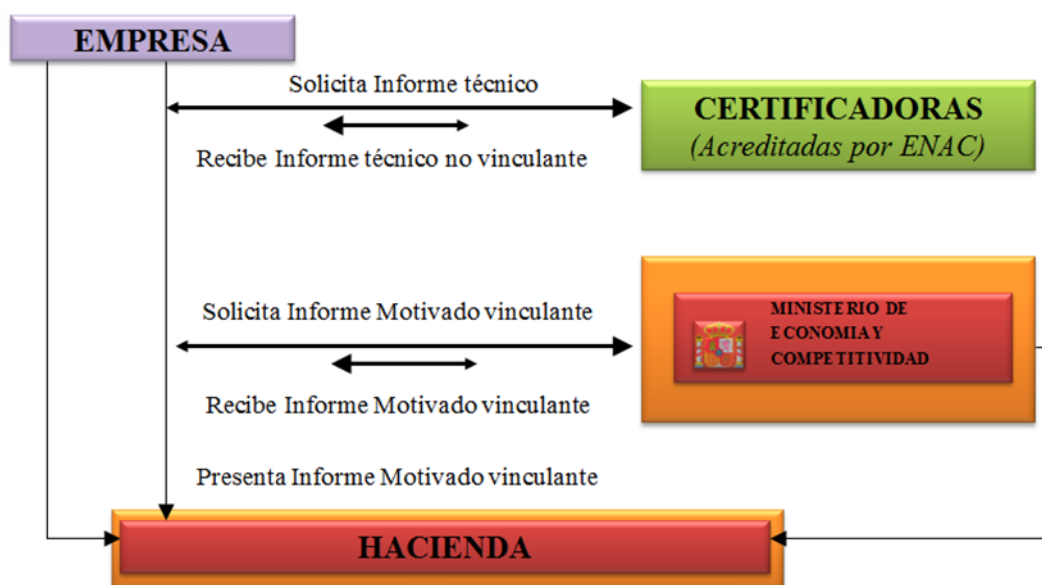 EMPRESA
Solicita Informe técnico
CERTIFICADORAS
(Acreditadas por ENAC)
Recibe Informe técnico no vinculante
Solicita Informe Motivado vinculante
MINISTERIO DE
ECONOMIA Y
COMPETITIVIDAD
Recibe Informe Motivado vinculante
Presenta Informe Motivado vinculante
HACIENDA